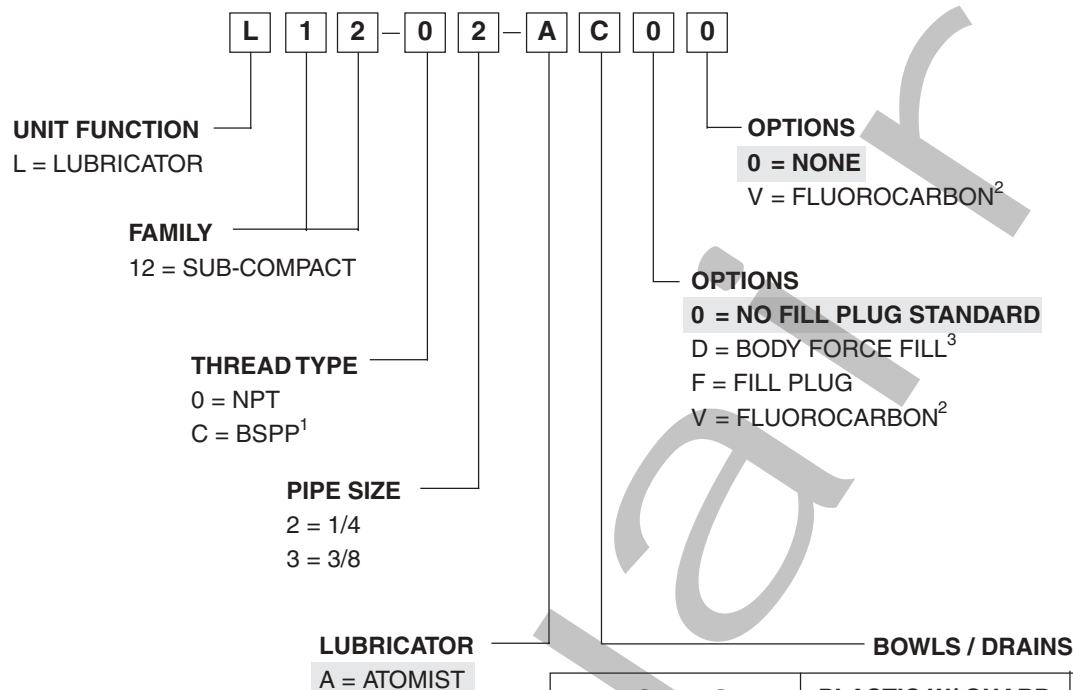 L 1 2 - 0 2 - A C 0 0
UNIT FUNCTION
L = LUBRICATOR
OPTIONS
0 = NONE
V = FLUOROCARBON2
FAMILY
12 = SUB-COMPACT
OPTIONS
0 = NO FILL PLUG STANDARD
D = BODY FORCE FILL3
F = FILL PLUG
V = FLUOROCARBON2
THREAD TYPE
0 = NPT
C = BSPP1
PIPE SIZE
2 = 1/4
3 = 3/8
LUBRICATOR
A = ATOMIST
BOWLS / DRAINS